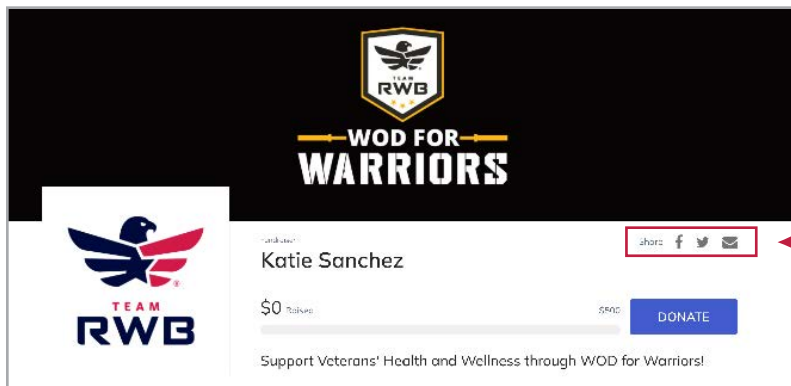 TEAM
RWB
WOD FOR
WARRIORS
TEAM
RWB
Fundraiser
Katie Sanchez
Share
$0 Raised
$500
DONATE
Support Veterans' Health and Wellness through WOD for Warriors!